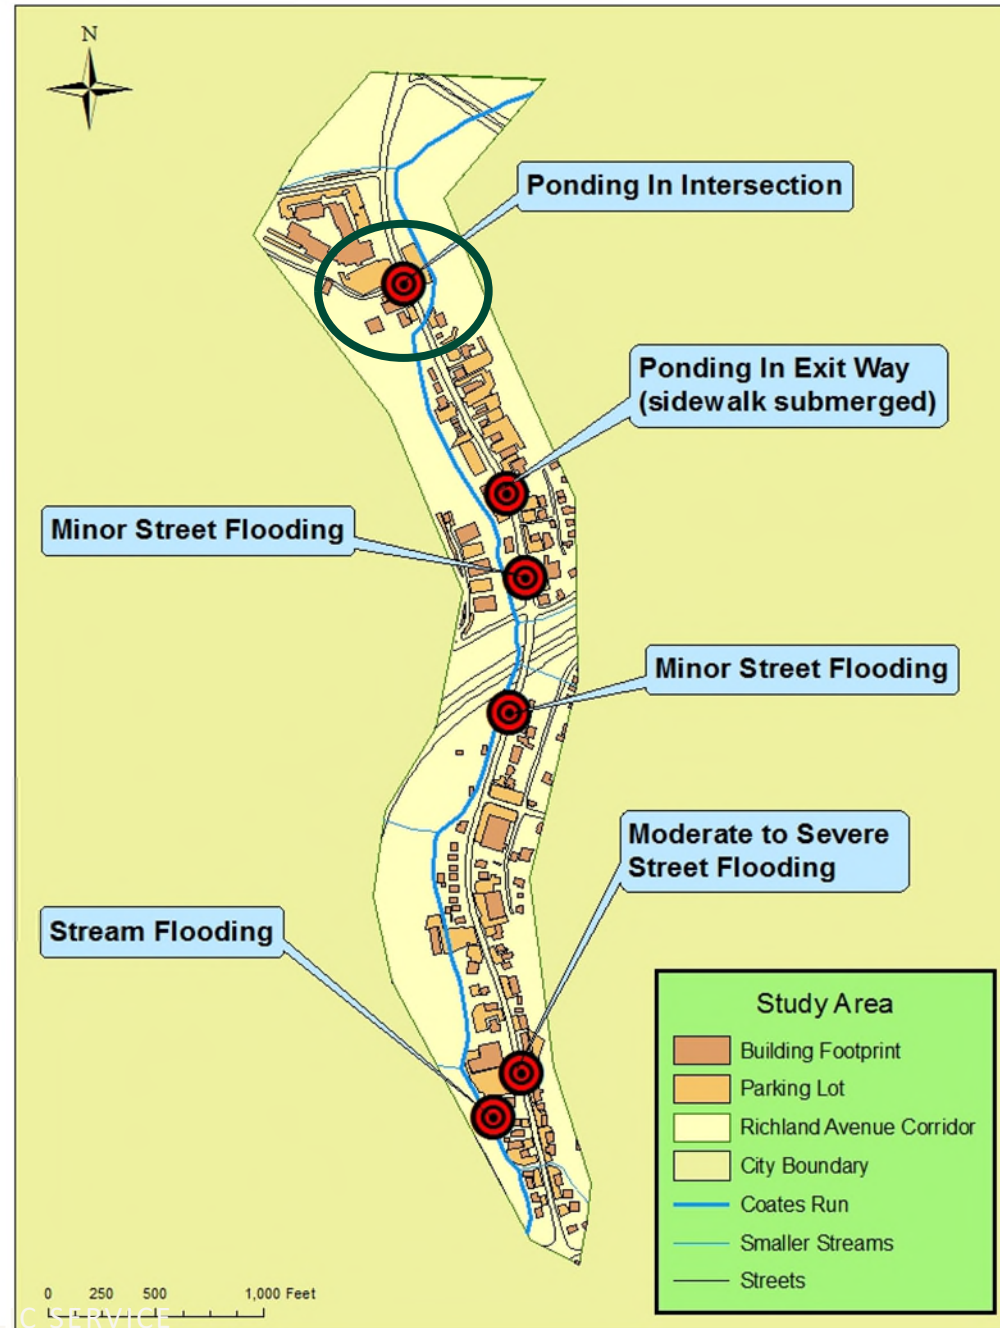 N
Ponding In Intersection
Ponding In Exit Way
(sidewalk submerged)
Minor Street Flooding
Minor Street Flooding
Moderate to Severe
Street Flooding
Stream Flooding
Study Area
Building Footprint
Parking Lot
Richland Avenue Corridor
City Boundary
Coates Run
Smaller Streams
Streets
0 250 500 1,000 Feet
C SERVICE